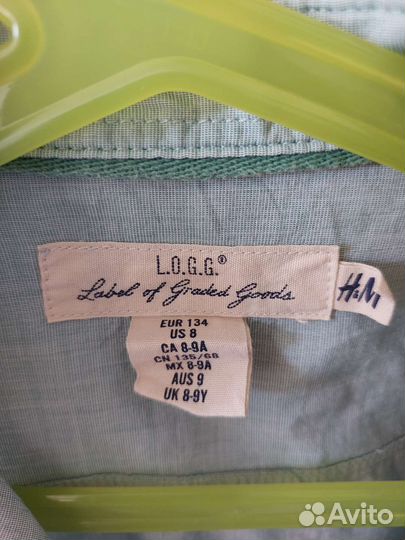 L.O.G.G.®
Label of Graded Goods
H&M
EUR 134
US 8
CA 8-9A
CN 135/66
MX 8-9A
AUS 9
UK 8-9Y
Avito